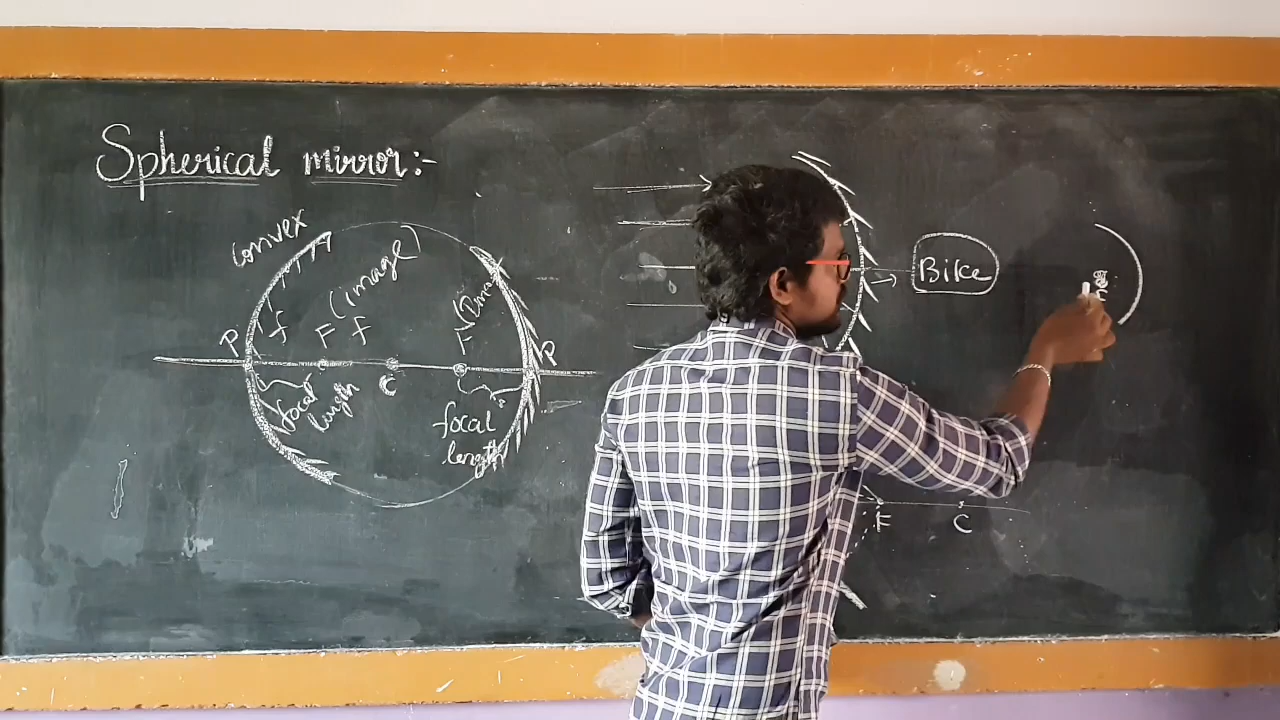 Spherical mirror:-
convex
(image)
P
f
F
f
C
F
P
focal
length
focal
length
Bike
F
C